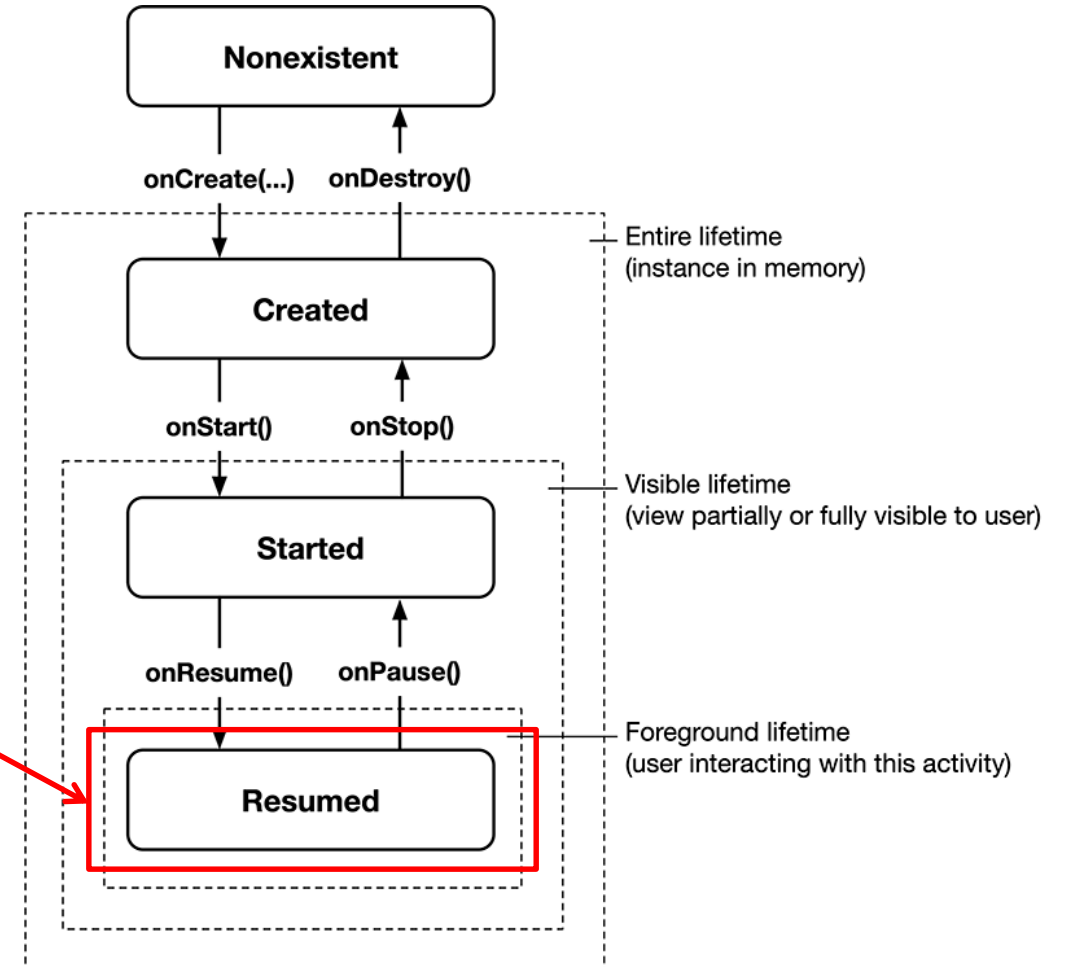 Nonexistent
onCreate(...)
onDestroy()
Entire lifetime
(instance in memory)
Created
onStart()
onStop()
Visible lifetime
(view partially or fully visible to user)
Started
onResume()
onPause()
Foreground lifetime
(user interacting with this activity)
Resumed